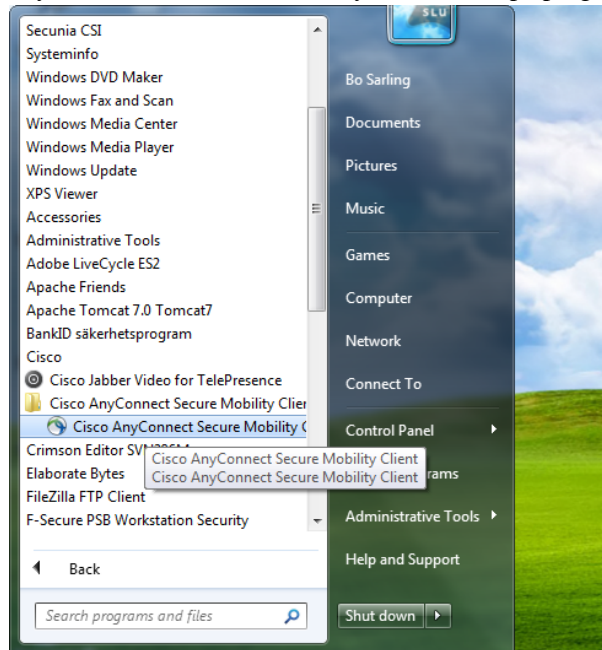 SLU
Secunia CSI
Systeminfo
Windows DVD Maker
Windows Fax and Scan
Windows Media Center
Windows Media Player
Windows Update
XPS Viewer
Accessories
Administrative Tools
Adobe LiveCycle ES2
Apache Friends
Apache Tomcat 7.0 Tomcat7
BankID säkerhetsprogram
Cisco
Cisco Jabber Video for TelePresence
Cisco AnyConnect Secure Mobility Clier
Cisco AnyConnect Secure Mobility C
Crimson Editor
Cisco AnyConnect Secure Mobility Client
Cisco AnyConnect Secure Mobility Client
Elaborate Bytes
FileZilla FTP Client
F-Secure PSB Workstation Security
Back
Search programs and files
Bo Sarling
Documents
Pictures
Music
Games
Computer
Network
Connect To
Control Panel
rams
Administrative Tools
Help and Support
Shut down